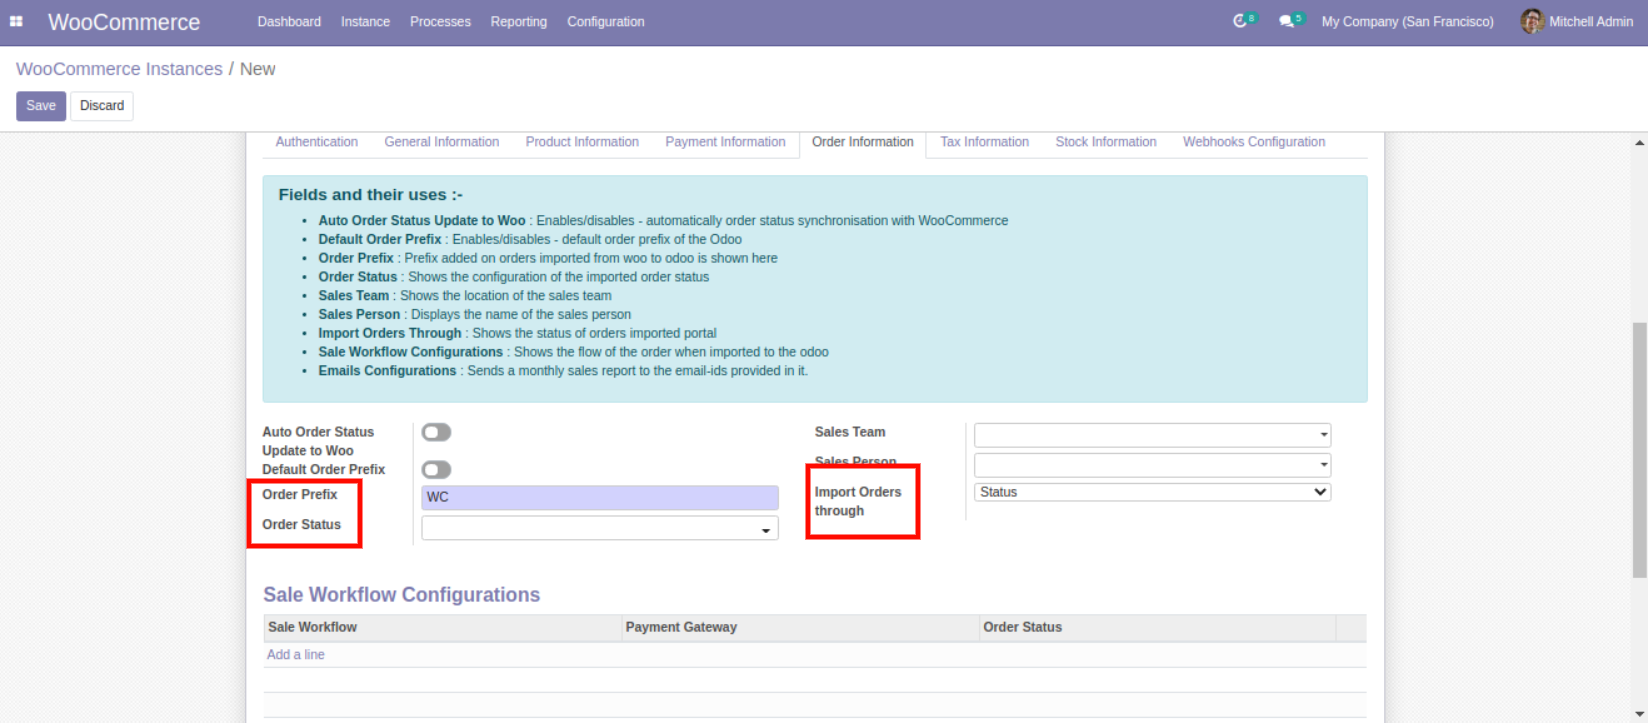 WooCommerce Dashboard Instance Processes Reporting Configuration 8 5 My Company (San Francisco) Mitchell Admin
WooCommerce Instances / New
Save Discard
Authentication General Information Product Information Payment Information Order Information Tax Information Stock Information Webhooks Configuration
Fields and their uses :-
• Auto Order Status Update to Woo : Enables/disables - automatically order status synchronisation with WooCommerce
• Default Order Prefix : Enables/disables - default order prefix of the Odoo
• Order Prefix : Prefix added on orders imported from woo to odoo is shown here
• Order Status : Shows the configuration of the imported order status
• Sales Team : Shows the location of the sales team
• Sales Person : Displays the name of the sales person
• Import Orders Through : Shows the status of orders imported portal
• Sale Workflow Configurations : Shows the flow of the order when imported to the odoo
• Emails Configurations : Sends a monthly sales report to the email-ids provided in it.
Auto Order Status
Update to Woo
Default Order Prefix
Order Prefix WC
Order Status
Sales Team
Sales Person
Import Orders Status
through
Sale Workflow Configurations
Sale Workflow Payment Gateway Order Status
Add a line